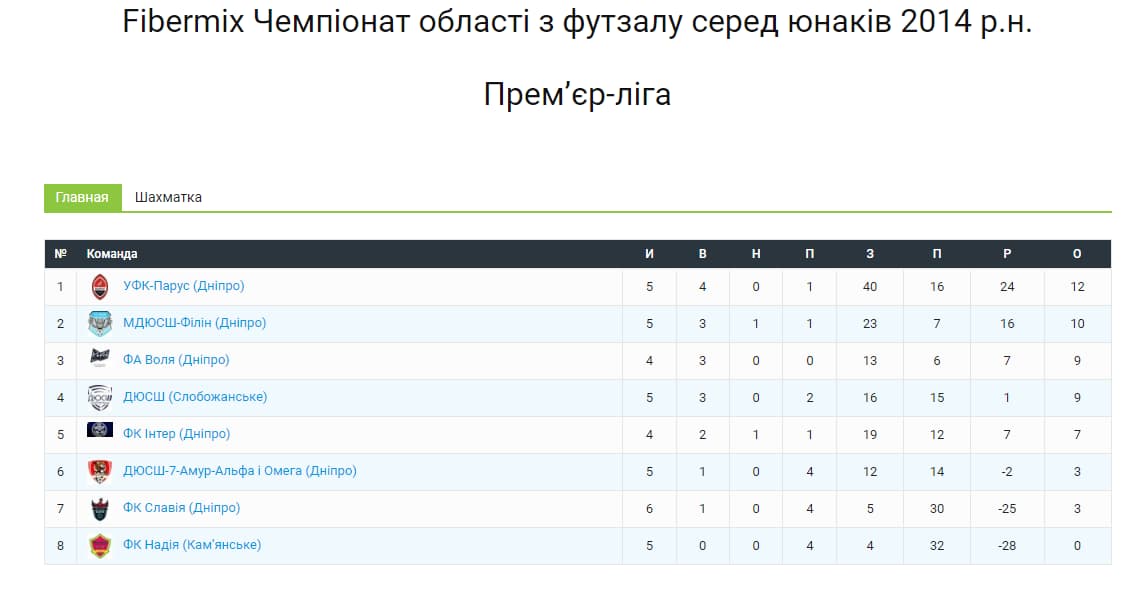 Fibermix Чемпіонат області з футзалу серед юнаків 2014 р.н.
Прем’єр-ліга
Главная Шахматка
№ Команда И В Н П З П Р О
1 УФК-Парус (Дніпро) 5 4 0 1 40 16 24 12
2 МДЮСШ-Філін (Дніпро) 5 3 1 1 23 7 16 10
3 ФА Воля (Дніпро) 4 3 0 0 13 6 7 9
4 ДЮСШ (Слобожанське) 5 3 0 2 16 15 1 9
5 ФК Інтер (Дніпро) 4 2 1 1 19 12 7 7
6 ДЮСШ-7-Амур-Альфа і Омега (Дніпро) 5 1 0 4 12 14 -2 3
7 ФК Славія (Дніпро) 6 1 0 4 5 30 -25 3
8 ФК Надія (Кам’янське) 5 0 0 4 4 32 -28 0